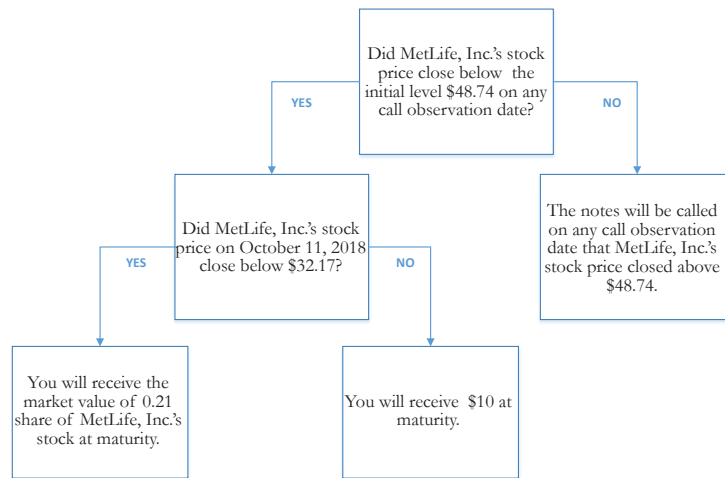 Did MetLife, Inc.'s stock
price close below the
initial level $48.74 on any
call observation date?
YES
NO
Did MetLife, Inc.'s stock
price on October 11, 2018
close below $32.17?
The notes will be called
on any call observation
date that MetLife, Inc.'s
stock price closed above
$48.74.
YES
NO
You will receive the
market value of 0.21
share of MetLife, Inc.'s
stock at maturity.
You will receive $10 at
maturity.